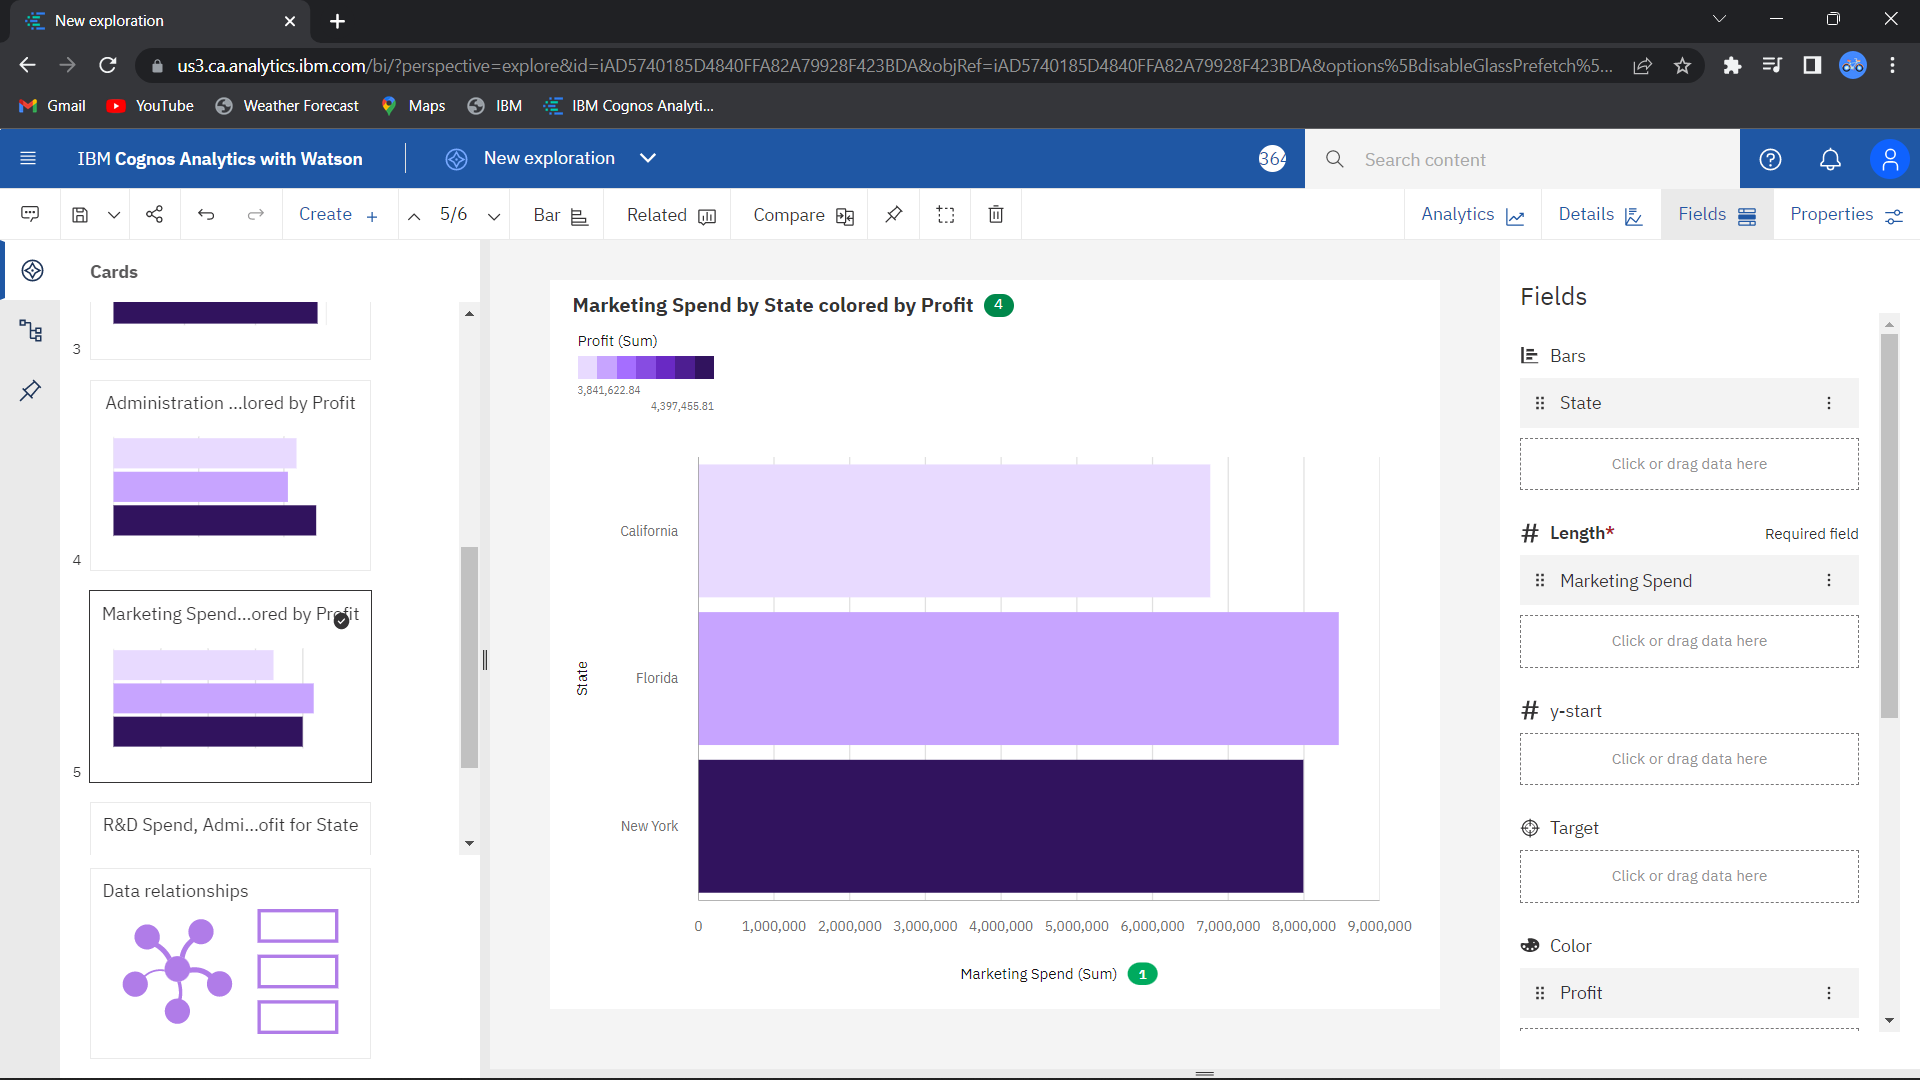 New exploration
us3.ca.analytics.ibm.com/bi/?perspective=explore&id=iAD5740185D4840FFA82A79928F423BDA&objRef=iAD5740185D4840FFA82A79928F423BDA&options%5BdisableGlassPrefetch%5...
Gmail YouTube Weather Forecast Maps IBM IBM Cognos Analyti...
IBM Cognos Analytics with Watson New exploration 364 Search content
Create 5/6 Bar Related Compare Analytics Details Fields Properties
Cards
3
Administration ...lored by Profit
4
Marketing Spend...ored by Profit
5
R&D Spend, Admi...ofit for State
Data relationships
Marketing Spend by State colored by Profit 4
Profit (Sum)
3,841,622.84
4,397,455.81
State
California
Florida
New York
0 1,000,000 2,000,000 3,000,000 4,000,000 5,000,000 6,000,000 7,000,000 8,000,000 9,000,000
Marketing Spend (Sum) 1
Fields
Bars
State
Click or drag data here
# Length* Required field
Marketing Spend
Click or drag data here
# y-start
Click or drag data here
Target
Click or drag data here
Color
Profit